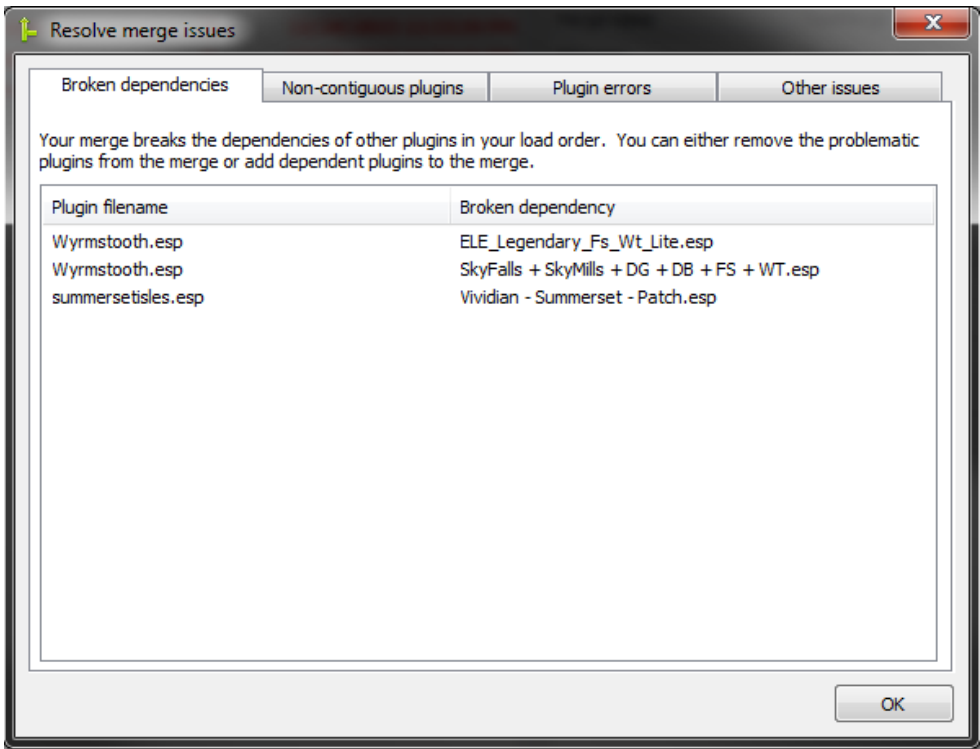 Resolve merge issues
Broken dependencies
Non-contiguous plugins
Plugin errors
Other issues
Your merge breaks the dependencies of other plugins in your load order.  You can either remove the problematic
plugins from the merge or add dependent plugins to the merge.
Plugin filename Broken dependency
Wyrmstooth.esp ELE_Legendary_Fs_Wt_Lite.esp
Wyrmstooth.esp SkyFalls + SkyMills + DG + DB + FS + WT.esp
summersetisles.esp Vividian - Summerset - Patch.esp
OK